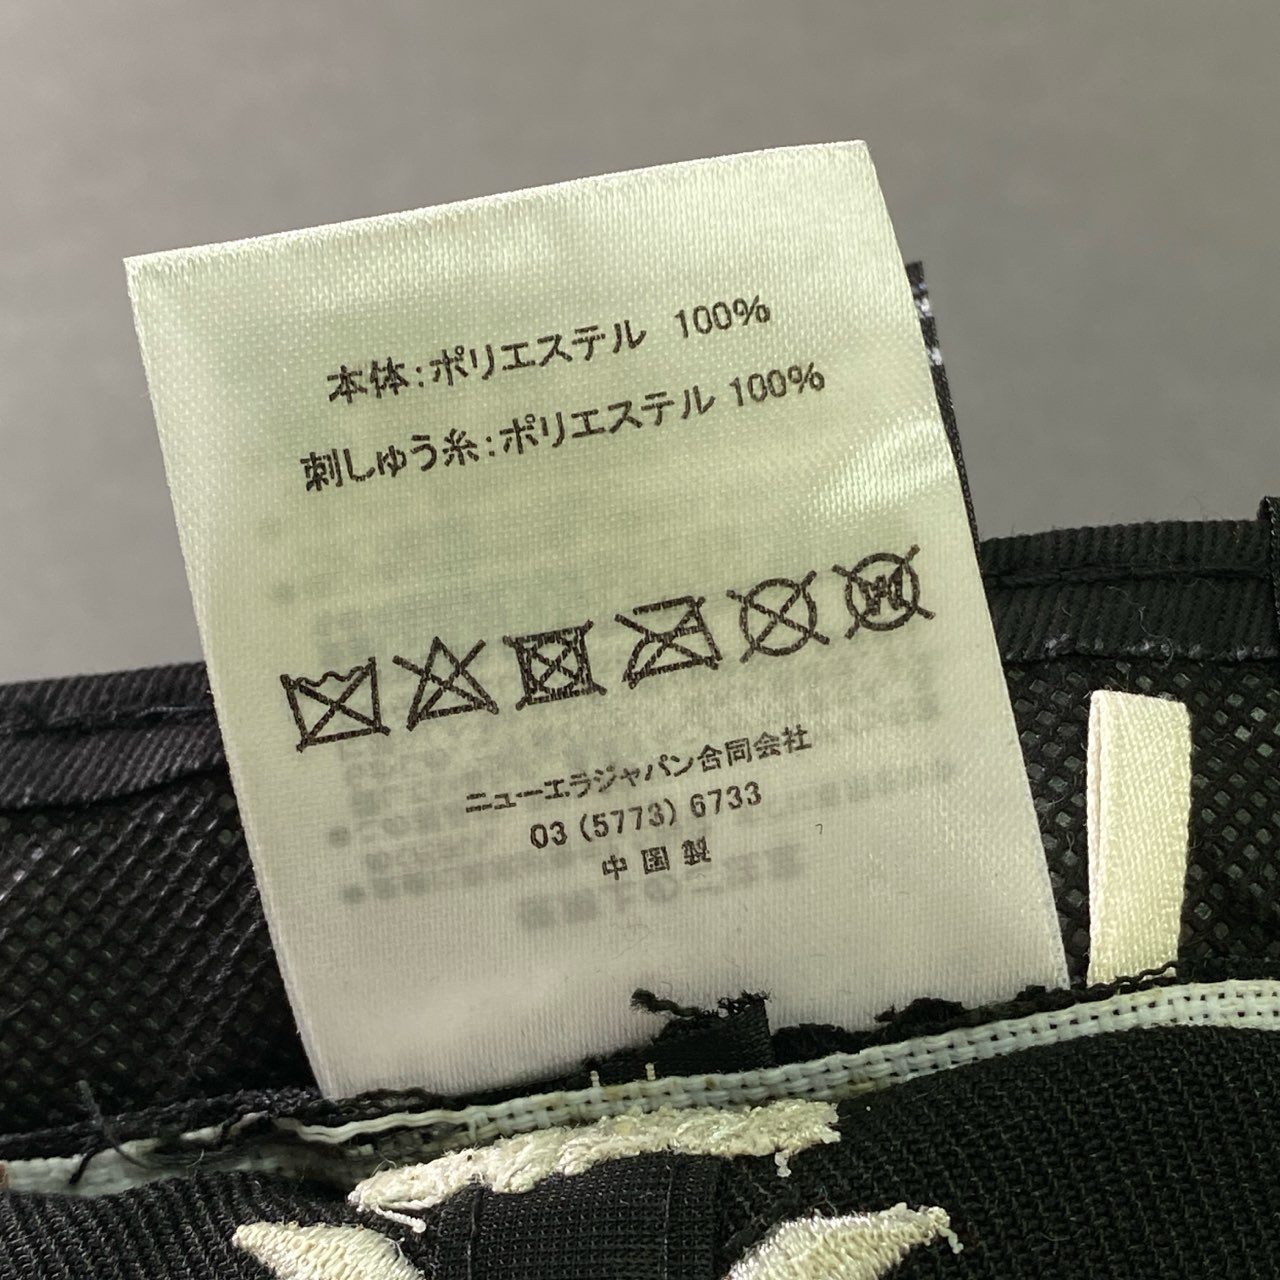 本体:ポリエステル 100%
刺しゅう糸:ポリエステル 100%
W
ニューエラジャパン合同会社
03 (5773) 6733
中国製